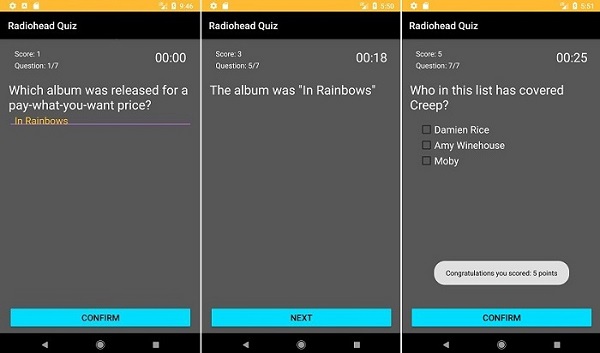 9:46
Radiohead Quiz
Score: 1
Question: 1/7
00:00
Which album was released for a
pay-what-you-want price?
In Rainbows
CONFIRM
5:50
Radiohead Quiz
Score: 3
Question: 5/7
00:18
The album was "In Rainbows"
NEXT
5:51
Radiohead Quiz
Score: 5
Question: 7/7
00:25
Who in this list has covered
Creep?
Damien Rice
Amy Winehouse
Moby
Congratulations you scored: 5 points
CONFIRM